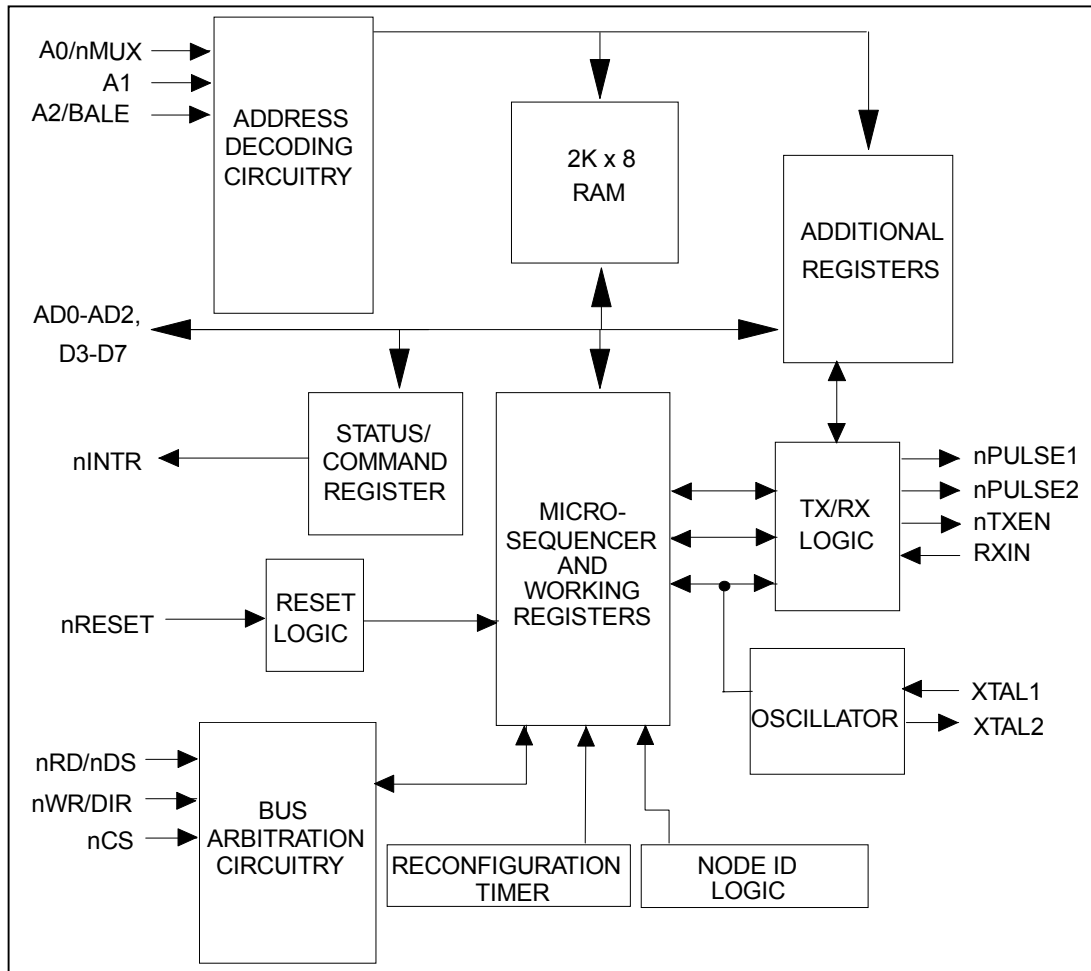 A0/nMUX
A1
A2/BALE
ADDRESS
DECODING
CIRCUITRY
2K x 8
RAM
ADDITIONAL
REGISTERS
AD0-AD2,
D3-D7
nINTR
STATUS/
COMMAND
REGISTER
MICRO-
SEQUENCER
AND
WORKING
REGISTERS
TX/RX
LOGIC
nPULSE1
nPULSE2
nTXEN
RXIN
nRESET
RESET
LOGIC
OSCILLATOR
XTAL1
XTAL2
nRD/nDS
nWR/DIR
nCS
BUS
ARBITRATION
CIRCUITRY
RECONFIGURATION
TIMER
NODE ID
LOGIC